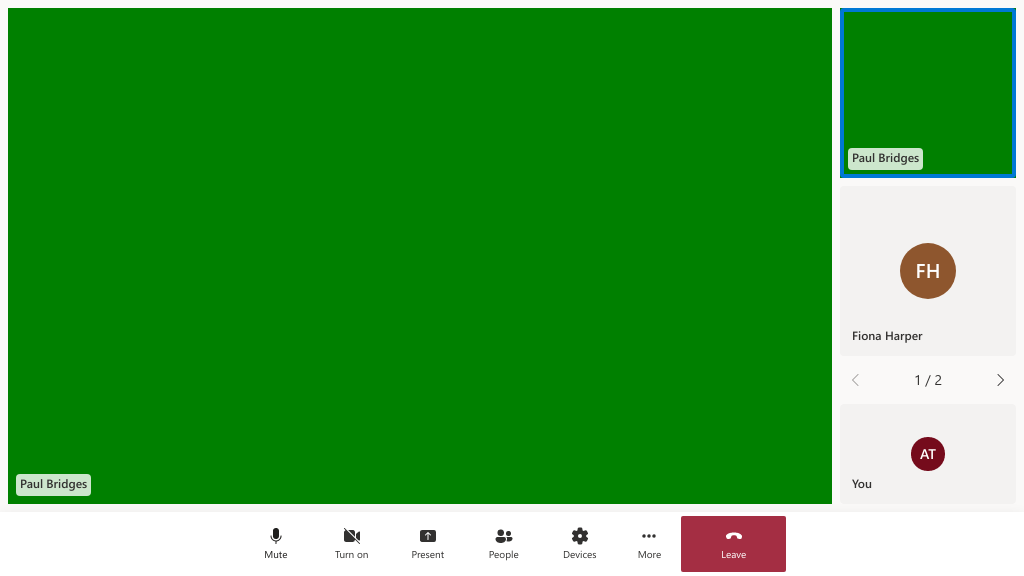 Paul Bridges
Paul Bridges
FH
Fiona Harper
1 / 2
AT
You
Mute
Turn on
Present
People
Devices
More
Leave